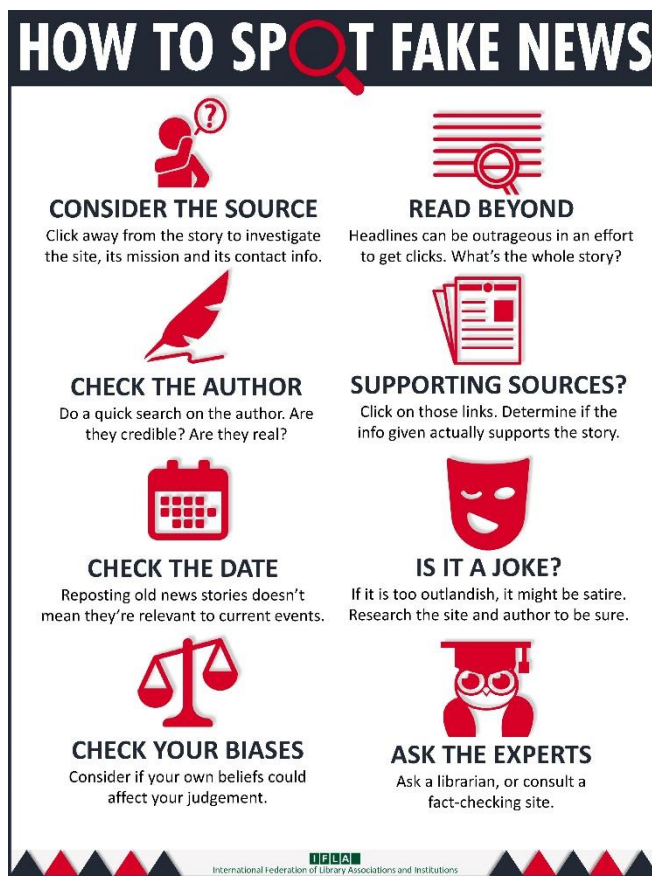 HOW TO SPOT FAKE NEWS
?
CONSIDER THE SOURCE
Click away from the story to investigate
the site, its mission and its contact info.
READ BEYOND
Headlines can be outrageous in an effort
to get clicks. What's the whole story?
CHECK THE AUTHOR
Do a quick search on the author. Are
they credible? Are they real?
SUPPORTING SOURCES?
Click on those links. Determine if the
info given actually supports the story.
CHECK THE DATE
Reposting old news stories doesn't
mean they're relevant to current events.
IS IT A JOKE?
If it is too outlandish, it might be satire.
Research the site and author to be sure.
CHECK YOUR BIASES
Consider if your own beliefs could
affect your judgement.
ASK THE EXPERTS
Ask a librarian, or consult a
fact-checking site.
IFLA
International Federation of Library Associations and Institutions